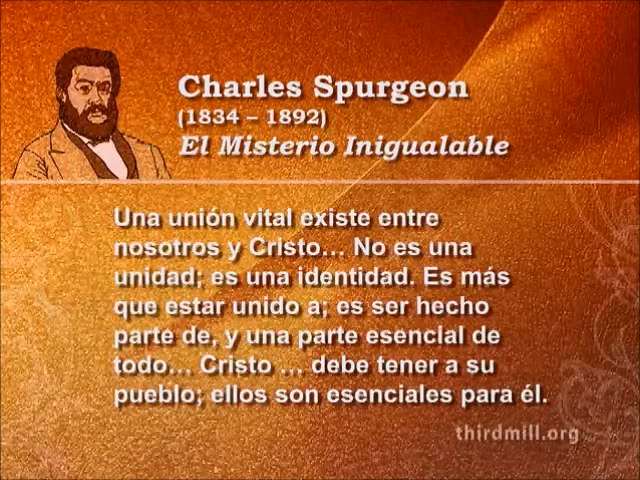 Charles Spurgeon
(1834 – 1892)
El Misterio Inigualable
Una unión vital existe entre
nosotros y Cristo… No es una
unidad; es una identidad. Es más
que estar unido a; es ser hecho
parte de, y una parte esencial de
todo… Cristo … debe tener a su
pueblo; ellos son esenciales para él.
thirdmill.org